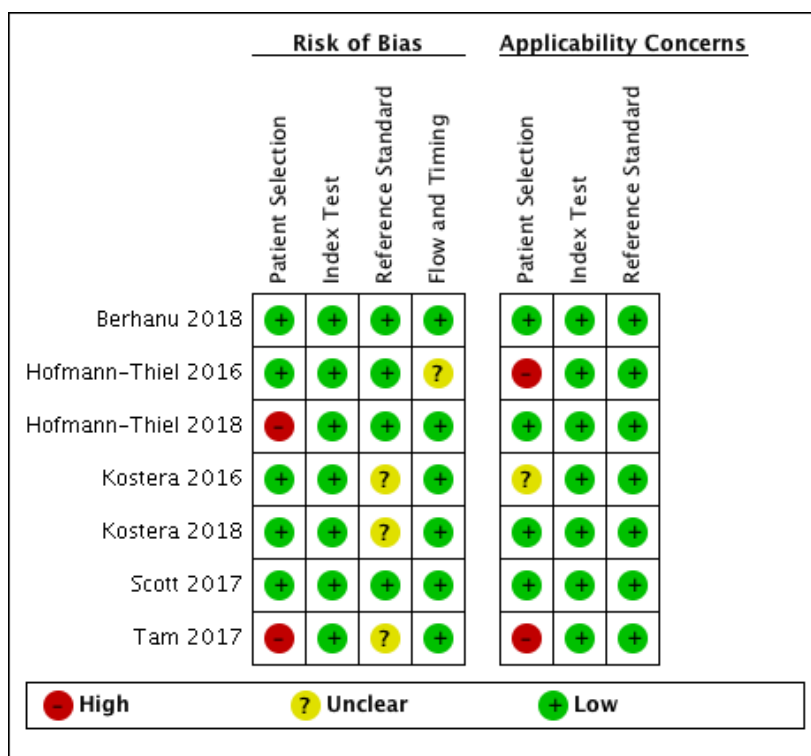 Risk of Bias
Applicability Concerns
Patient Selection
Index Test
Reference Standard
Flow and Timing
Patient Selection
Index Test
Reference Standard
Berhanu 2018 + + + + + + +
Hofmann-Thiel 2016 + + + ? - + +
Hofmann-Thiel 2018 - + + + + + +
Kostera 2016 + + ? + ? + +
Kostera 2018 + + ? + + + +
Scott 2017 + + + + + + +
Tam 2017 - + ? + - + +
- High ? Unclear + Low